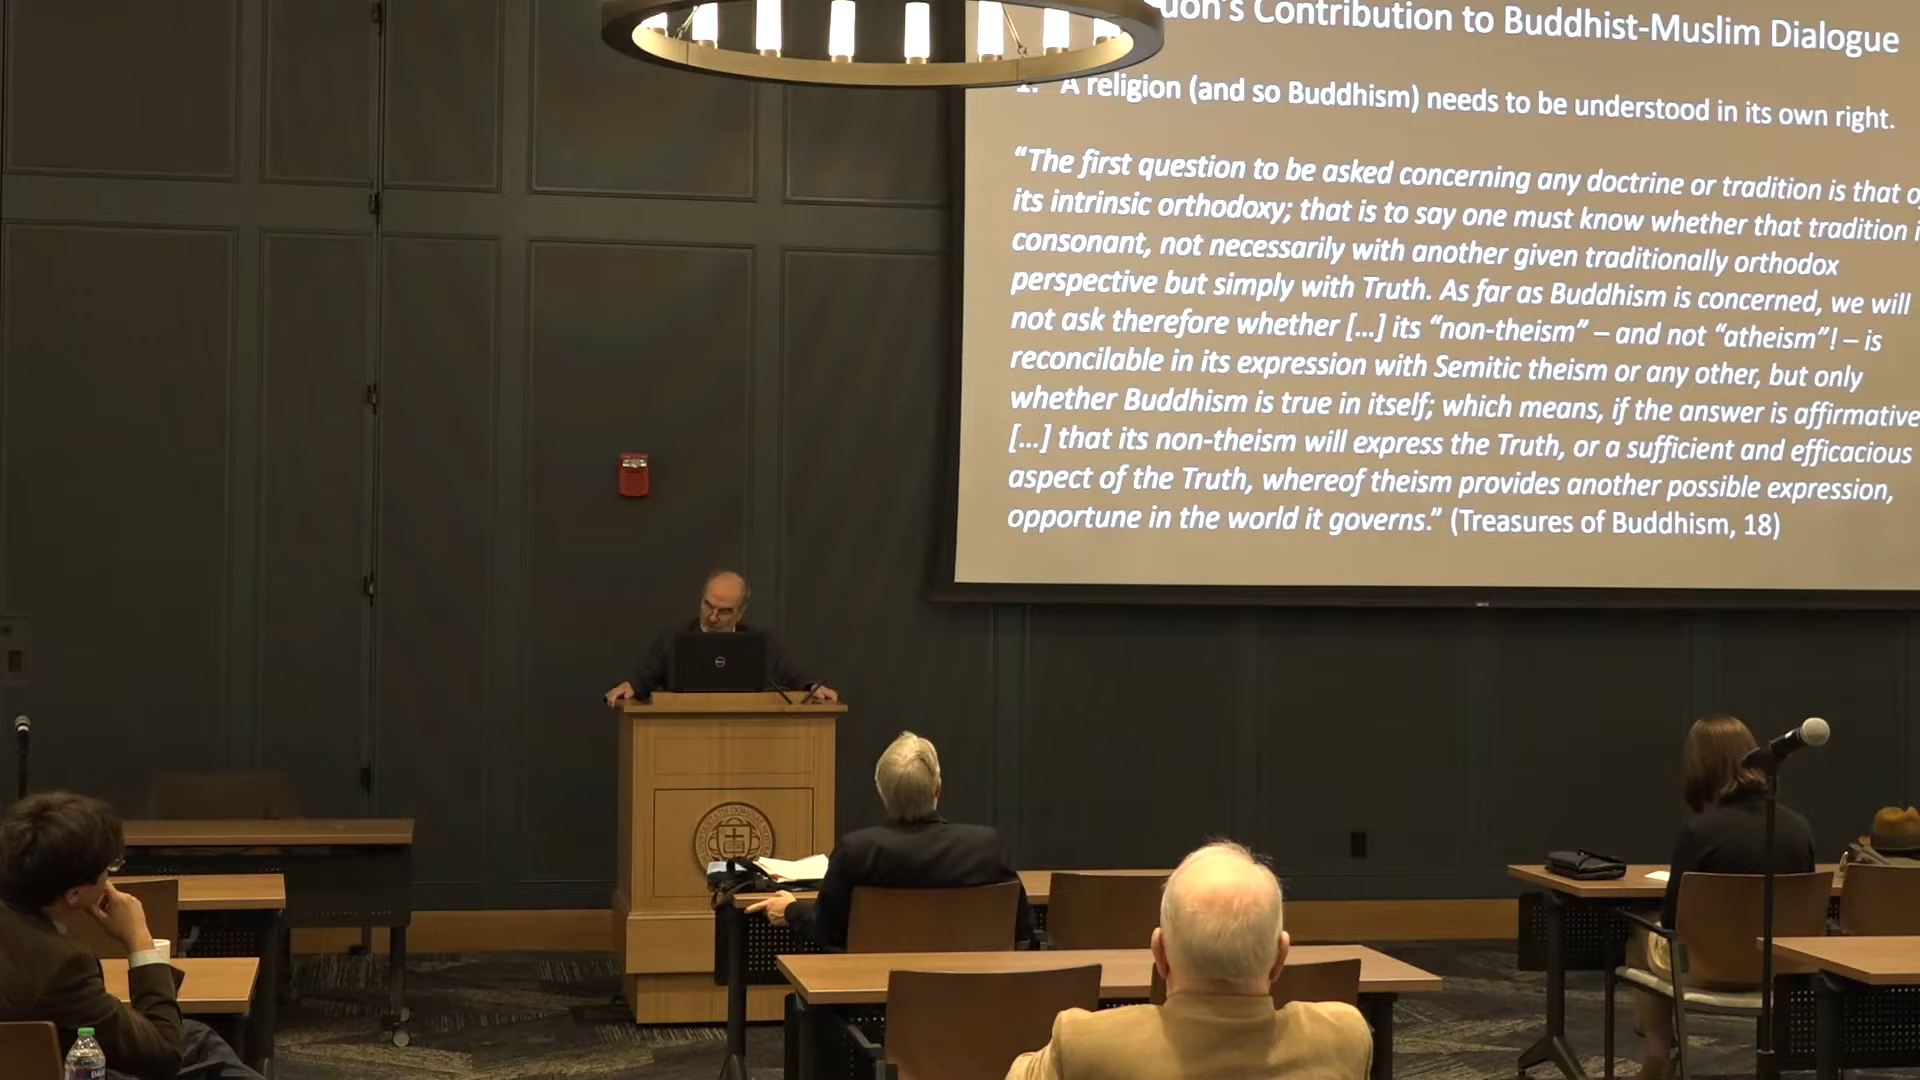 uon's Contribution to Buddhist-Muslim Dialogue
1. A religion (and so Buddhism) needs to be understood in its own right.
“The first question to be asked concerning any doctrine or tradition is that o
its intrinsic orthodoxy; that is to say one must know whether that tradition i
consonant, not necessarily with another given traditionally orthodox
perspective but simply with Truth. As far as Buddhism is concerned, we will
not ask therefore whether [...] its “non-theism” – and not “atheism”! – is
reconcilable in its expression with Semitic theism or any other, but only
whether Buddhism is true in itself; which means, if the answer is affirmative
[...] that its non-theism will express the Truth, or a sufficient and efficacious
aspect of the Truth, whereof theism provides another possible expression,
opportune in the world it governs.” (Treasures of Buddhism, 18)